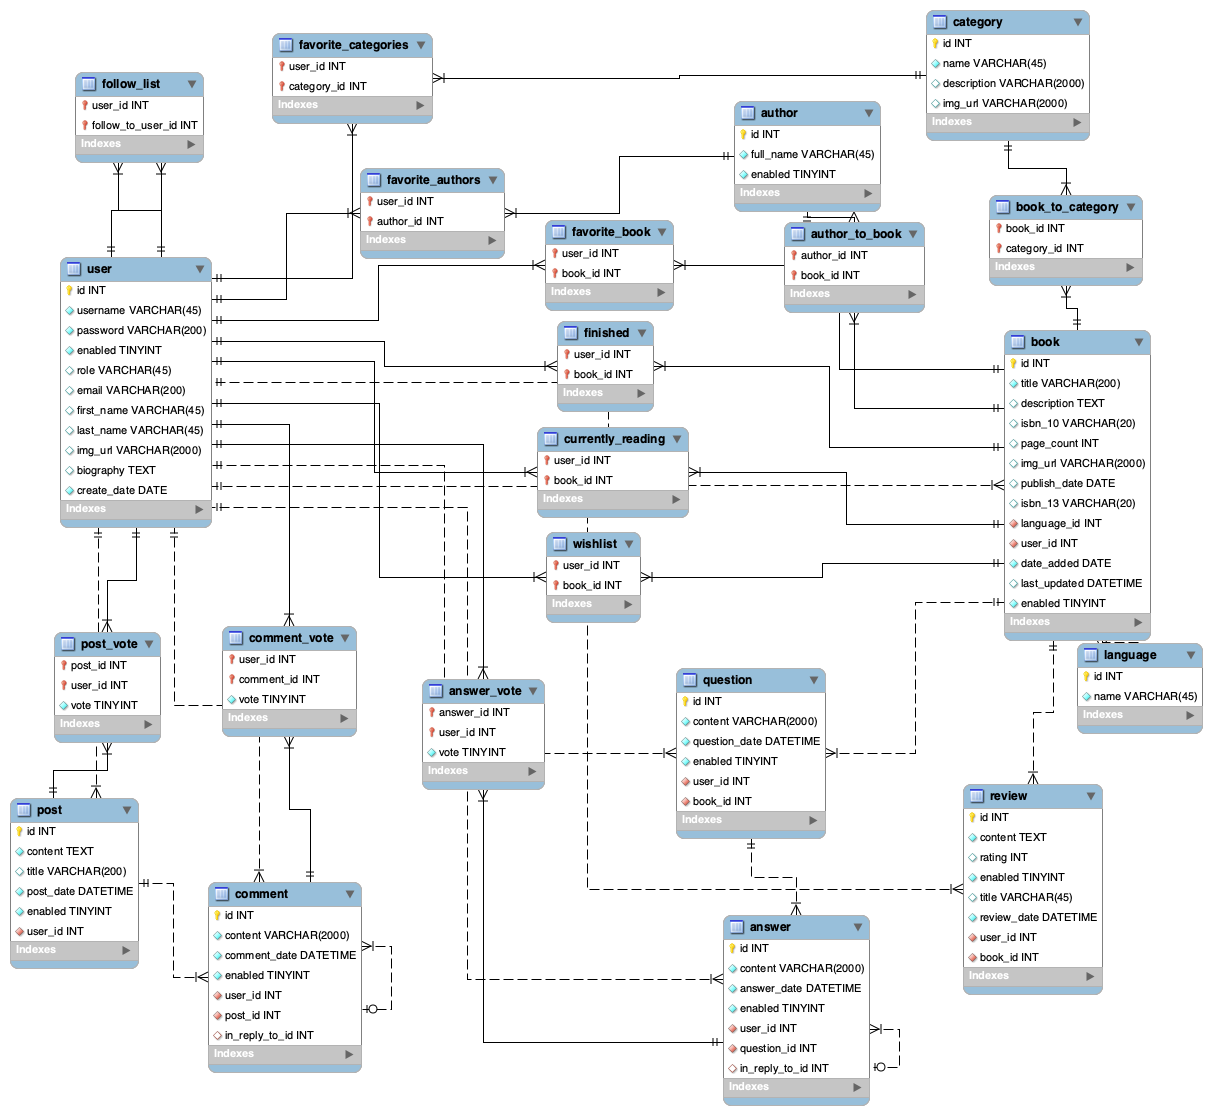 category
id INT
name VARCHAR(45)
description VARCHAR(2000)
img_url VARCHAR(2000)
Indexes
favorite_categories
user_id INT
category_id INT
Indexes
follow_list
user_id INT
follow_to_user_id INT
Indexes
author
id INT
full_name VARCHAR(45)
enabled TINYINT
Indexes
favorite_authors
user_id INT
author_id INT
Indexes
book_to_category
book_id INT
category_id INT
Indexes
favorite_book
user_id INT
book_id INT
Indexes
author_to_book
author_id INT
book_id INT
Indexes
user
id INT
username VARCHAR(45)
password VARCHAR(200)
enabled TINYINT
role VARCHAR(45)
email VARCHAR(200)
first_name VARCHAR(45)
last_name VARCHAR(45)
img_url VARCHAR(2000)
biography TEXT
create_date DATE
Indexes
finished
user_id INT
book_id INT
Indexes
book
id INT
title VARCHAR(200)
description TEXT
isbn_10 VARCHAR(20)
page_count INT
img_url VARCHAR(2000)
publish_date DATE
isbn_13 VARCHAR(20)
language_id INT
user_id INT
date_added DATE
last_updated DATETIME
enabled TINYINT
Indexes
currently_reading
user_id INT
book_id INT
Indexes
wishlist
user_id INT
book_id INT
Indexes
post_vote
post_id INT
user_id INT
vote TINYINT
Indexes
comment_vote
user_id INT
comment_id INT
vote TINYINT
Indexes
language
id INT
name VARCHAR(45)
Indexes
answer_vote
answer_id INT
user_id INT
vote TINYINT
Indexes
question
id INT
content VARCHAR(2000)
question_date DATETIME
enabled TINYINT
user_id INT
book_id INT
Indexes
review
id INT
content TEXT
rating INT
enabled TINYINT
title VARCHAR(45)
review_date DATETIME
user_id INT
book_id INT
Indexes
post
id INT
content TEXT
title VARCHAR(200)
post_date DATETIME
enabled TINYINT
user_id INT
Indexes
comment
id INT
content VARCHAR(2000)
comment_date DATETIME
enabled TINYINT
user_id INT
post_id INT
in_reply_to_id INT
Indexes
answer
id INT
content VARCHAR(2000)
answer_date DATETIME
enabled TINYINT
user_id INT
question_id INT
in_reply_to_id INT
Indexes